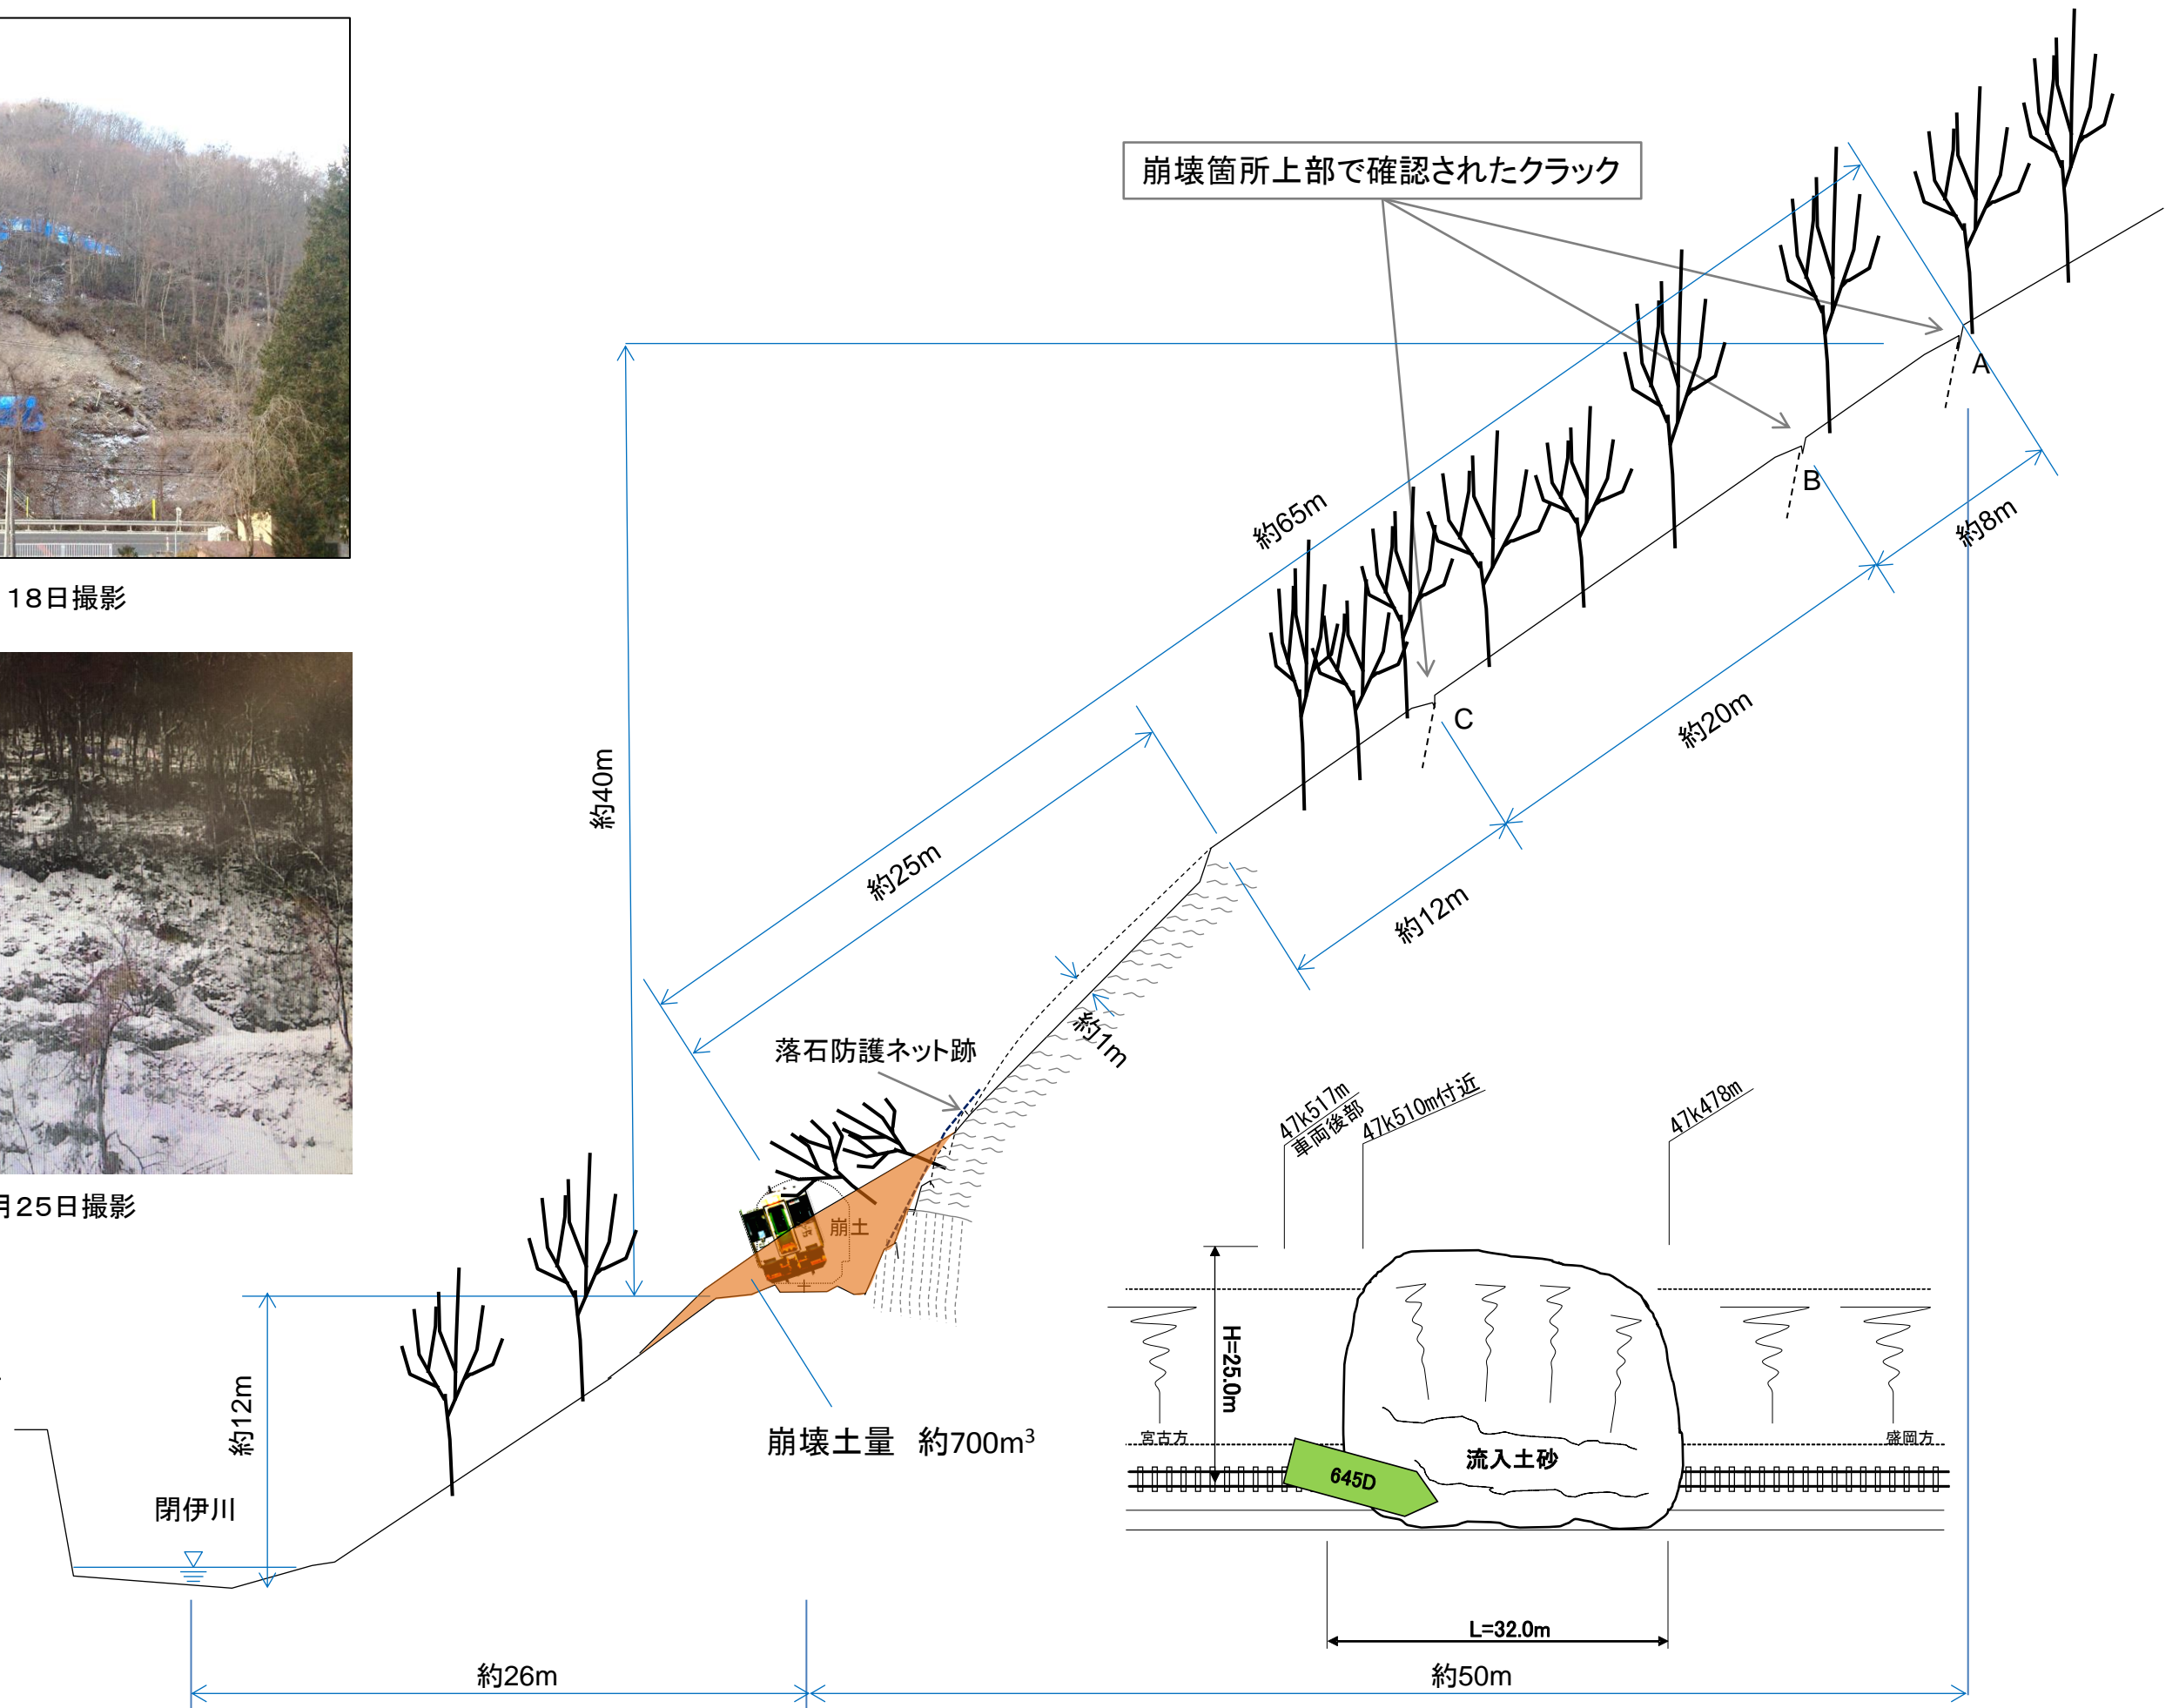 崩壊箇所上部で確認されたクラック
A
B
C
約65m
約8m
約20m
約12m
約25m
約40m
約1m
18日撮影
月25日撮影
落石防護ネット跡
崩土
崩壊土量 約700m³
約12m
閉伊川
47k517m
車両後部
47k510m付近
47k478m
H=25.0m
宮古方
盛岡方
流入土砂
645D
L=32.0m
約26m
約50m